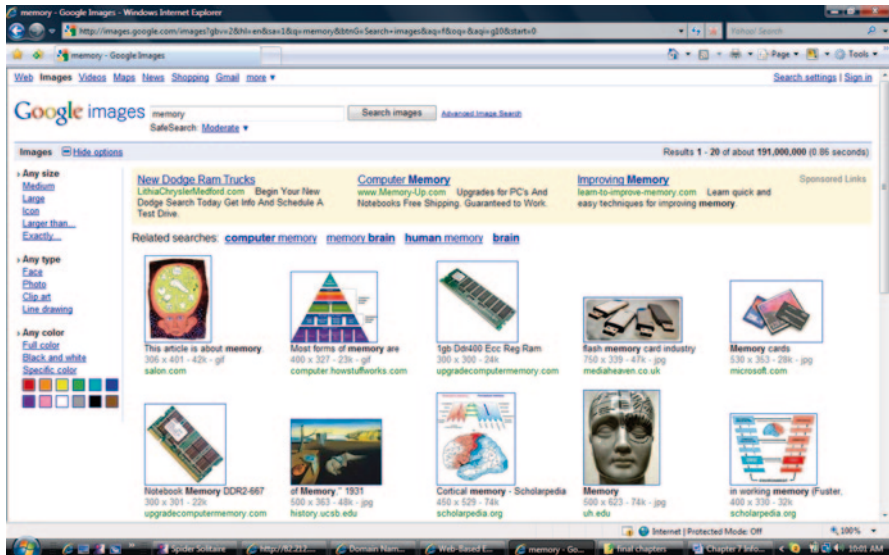 memory - Google Images - Windows Internet Explorer
http://images.google.com/images?gbv=2&hl=en&sa=1&q=memory&btnG=Search+images&aq=f&oq=&aqi=g10&start=0
Yahoo! Search
memory - Google Images
Page Tools
Web Images Videos Maps News Shopping Gmail more ▼
Search settings | Sign in
Google images
memory
Search images
Advanced Image Search
SafeSearch: Moderate ▼
Images Hide options
Results 1 - 20 of about 191,000,000 (0.86 seconds)
› Any size
Medium
Large
Icon
Larger than...
Exactly...
› Any type
Face
Photo
Clip art
Line drawing
› Any color
Full color
Black and white
Specific color
New Dodge Ram Trucks
LithiaChryslerMedford.com Begin Your New
Dodge Search Today Get Info And Schedule A
Test Drive.
Computer Memory
www.Memory-Up.com Upgrades for PC's And
Notebooks Free Shipping. Guaranteed to Work.
Improving Memory
learn-to-improve-memory.com Learn quick and
easy techniques for improving memory.
Sponsored Links
Related searches: computer memory memory brain human memory brain
This article is about memory.
306 x 401 - 42k - gif
salon.com
Most forms of memory are
400 x 327 - 23k - gif
computer.howstuffworks.com
1gb Ddr400 Ecc Reg Ram
300 x 300 - 24k
upgradecomputermemory.com
flash memory card industry
750 x 339 - 47k - jpg
mediaheaven.co.uk
Memory cards
530 x 353 - 28k - jpg
microsoft.com
Notebook Memory DDR2-667
300 x 301 - 22k
upgradecomputermemory.com
of Memory," 1931
500 x 363 - 48k - jpg
history.ucsb.edu
Cortical memory - Scholarpedia
450 x 529 - 74k
scholarpedia.org
Memory
500 x 623 - 74k - jpg
uh.edu
in working memory (Fuster,
400 x 330 - 32k
scholarpedia.org
Internet | Protected Mode: Off
100%
Spider Solitaire
http://82.212...
Domain Nam...
Web-Based E...
memory - Go...
final chapters
Chapter 7 Info...
10:01 AM